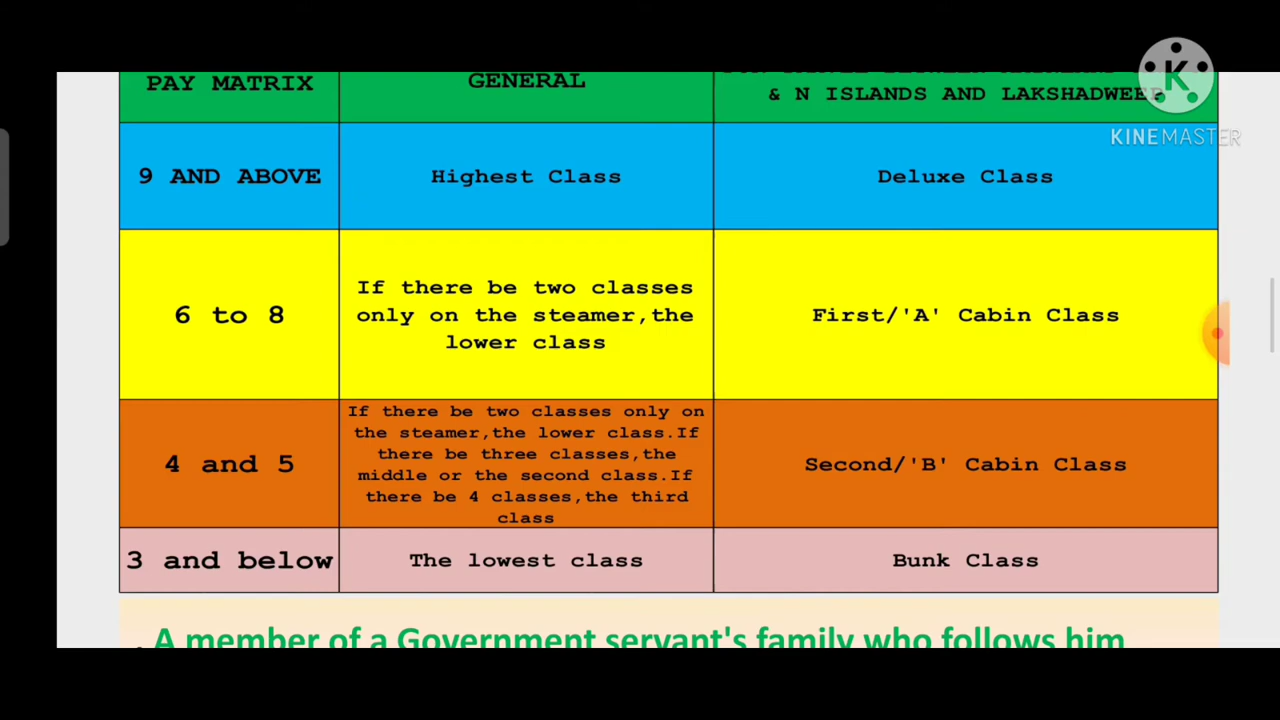 PAY MATRIX
GENERAL
& N ISLANDS AND LAKSHADWEEP
K
KINEMASTER
9 AND ABOVE
Highest Class
Deluxe Class
6 to 8
If there be two classes
only on the steamer,the
lower class
First/'A' Cabin Class
4 and 5
If there be two classes only on
the steamer,the lower class.If
there be three classes,the
middle or the second class.If
there be 4 classes,the third
class
Second/'B' Cabin Class
3 and below
The lowest class
Bunk Class
. A member of a Government servant's family who follows him